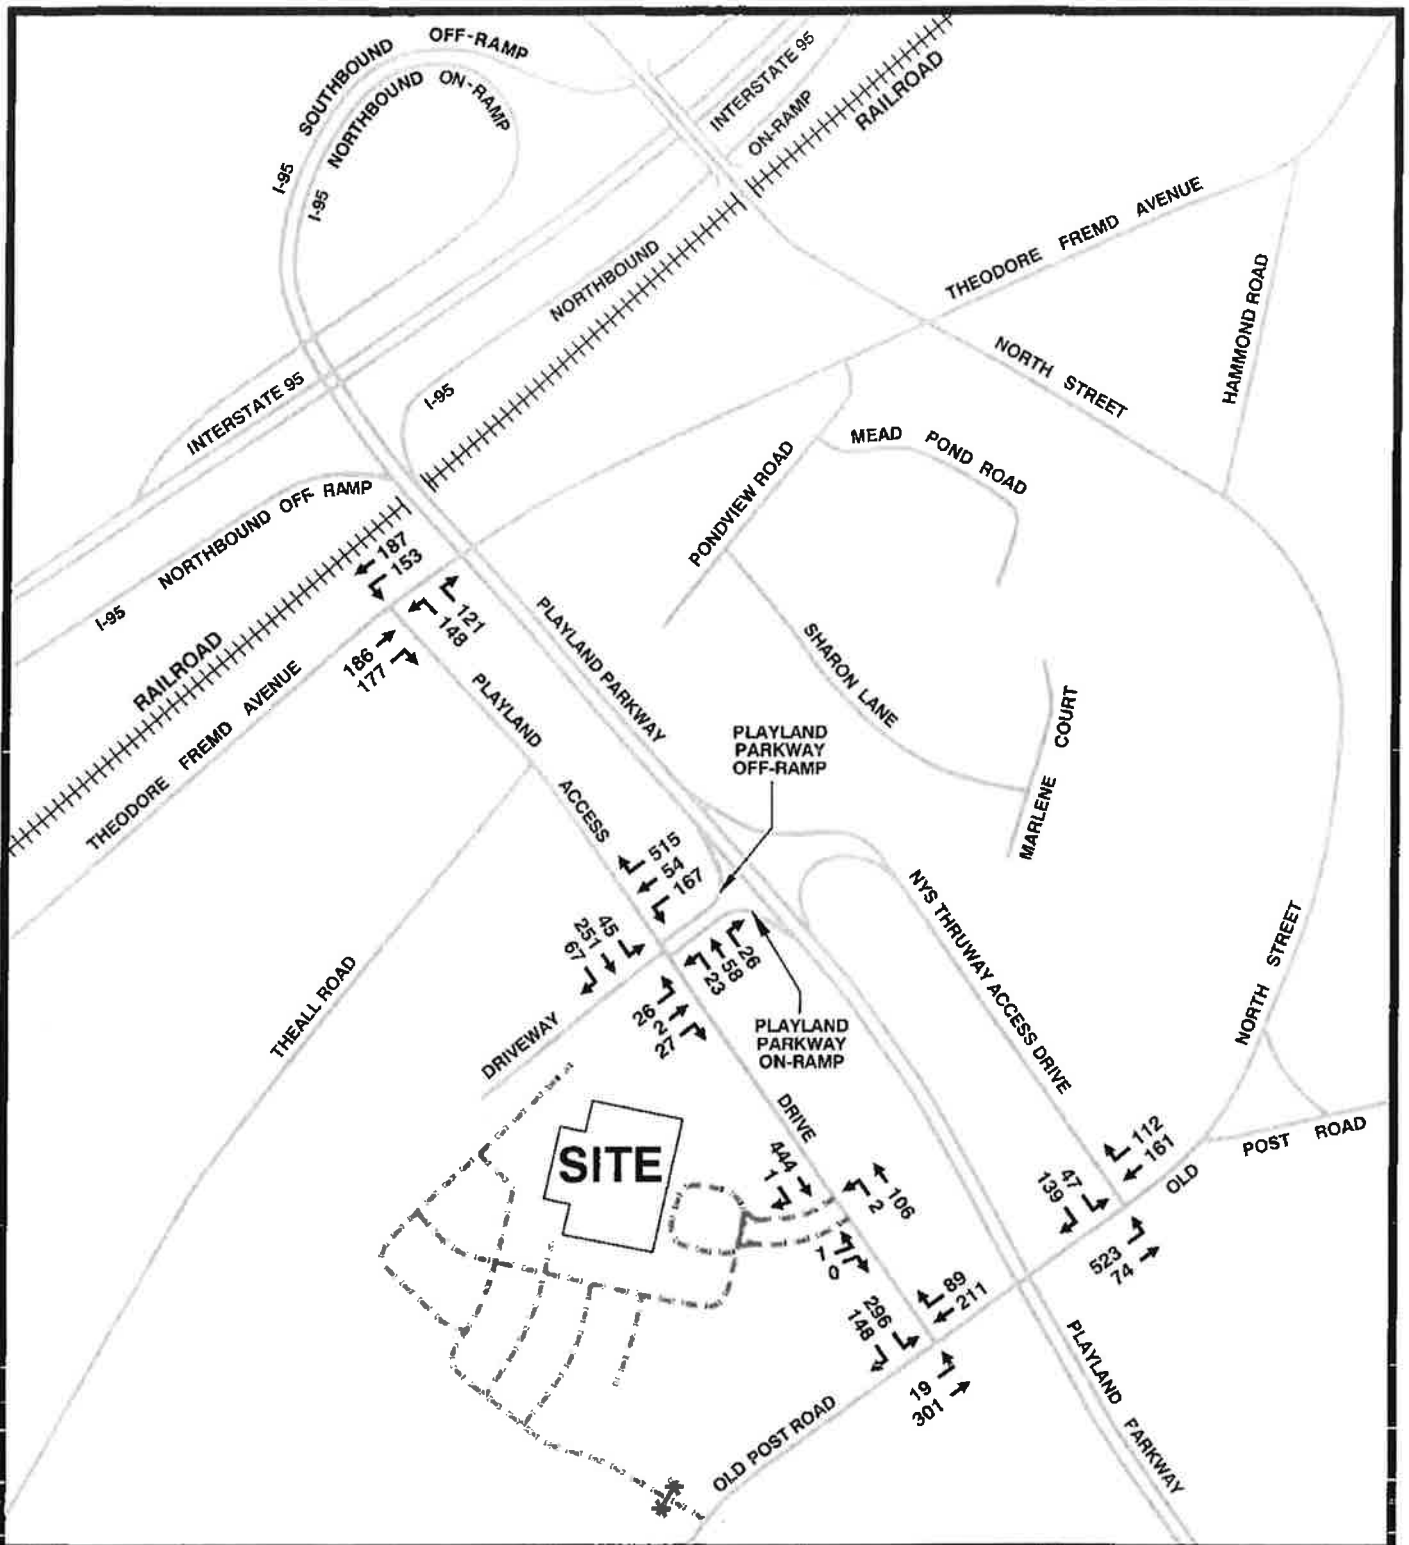 OFF-RAMP
SOUTHBOUND
I-95
ON-RAMP
NORTHBOUND
I-95
INTERSTATE 95
ON-RAMP
RAILROAD
NORTHBOUND
I-95
THEODORE FREMD AVENUE
HAMMOND ROAD
NORTH STREET
INTERSTATE 95
MEAD POND ROAD
PONDVIEW ROAD
I-95 NORTHBOUND OFF- RAMP
187
153
121
148
186
177
RAILROAD
THEODORE FREMD AVENUE
PLAYLAND PARKWAY
SHARON LANE
MARLENE COURT
PLAYLAND ACCESS DRIVE
PLAYLAND
PARKWAY
OFF-RAMP
515
54
167
45
251
67
26
58
23
26
2
27
NYS THRUWAY ACCESS DRIVE
NORTH STREET
THEALL ROAD
DRIVEWAY
PLAYLAND
PARKWAY
ON-RAMP
SITE
444
1
106
2
1
0
112
161
47
139
523
74
OLD
POST ROAD
89
211
296
148
19
301
OLD POST ROAD
PLAYLAND PARKWAY